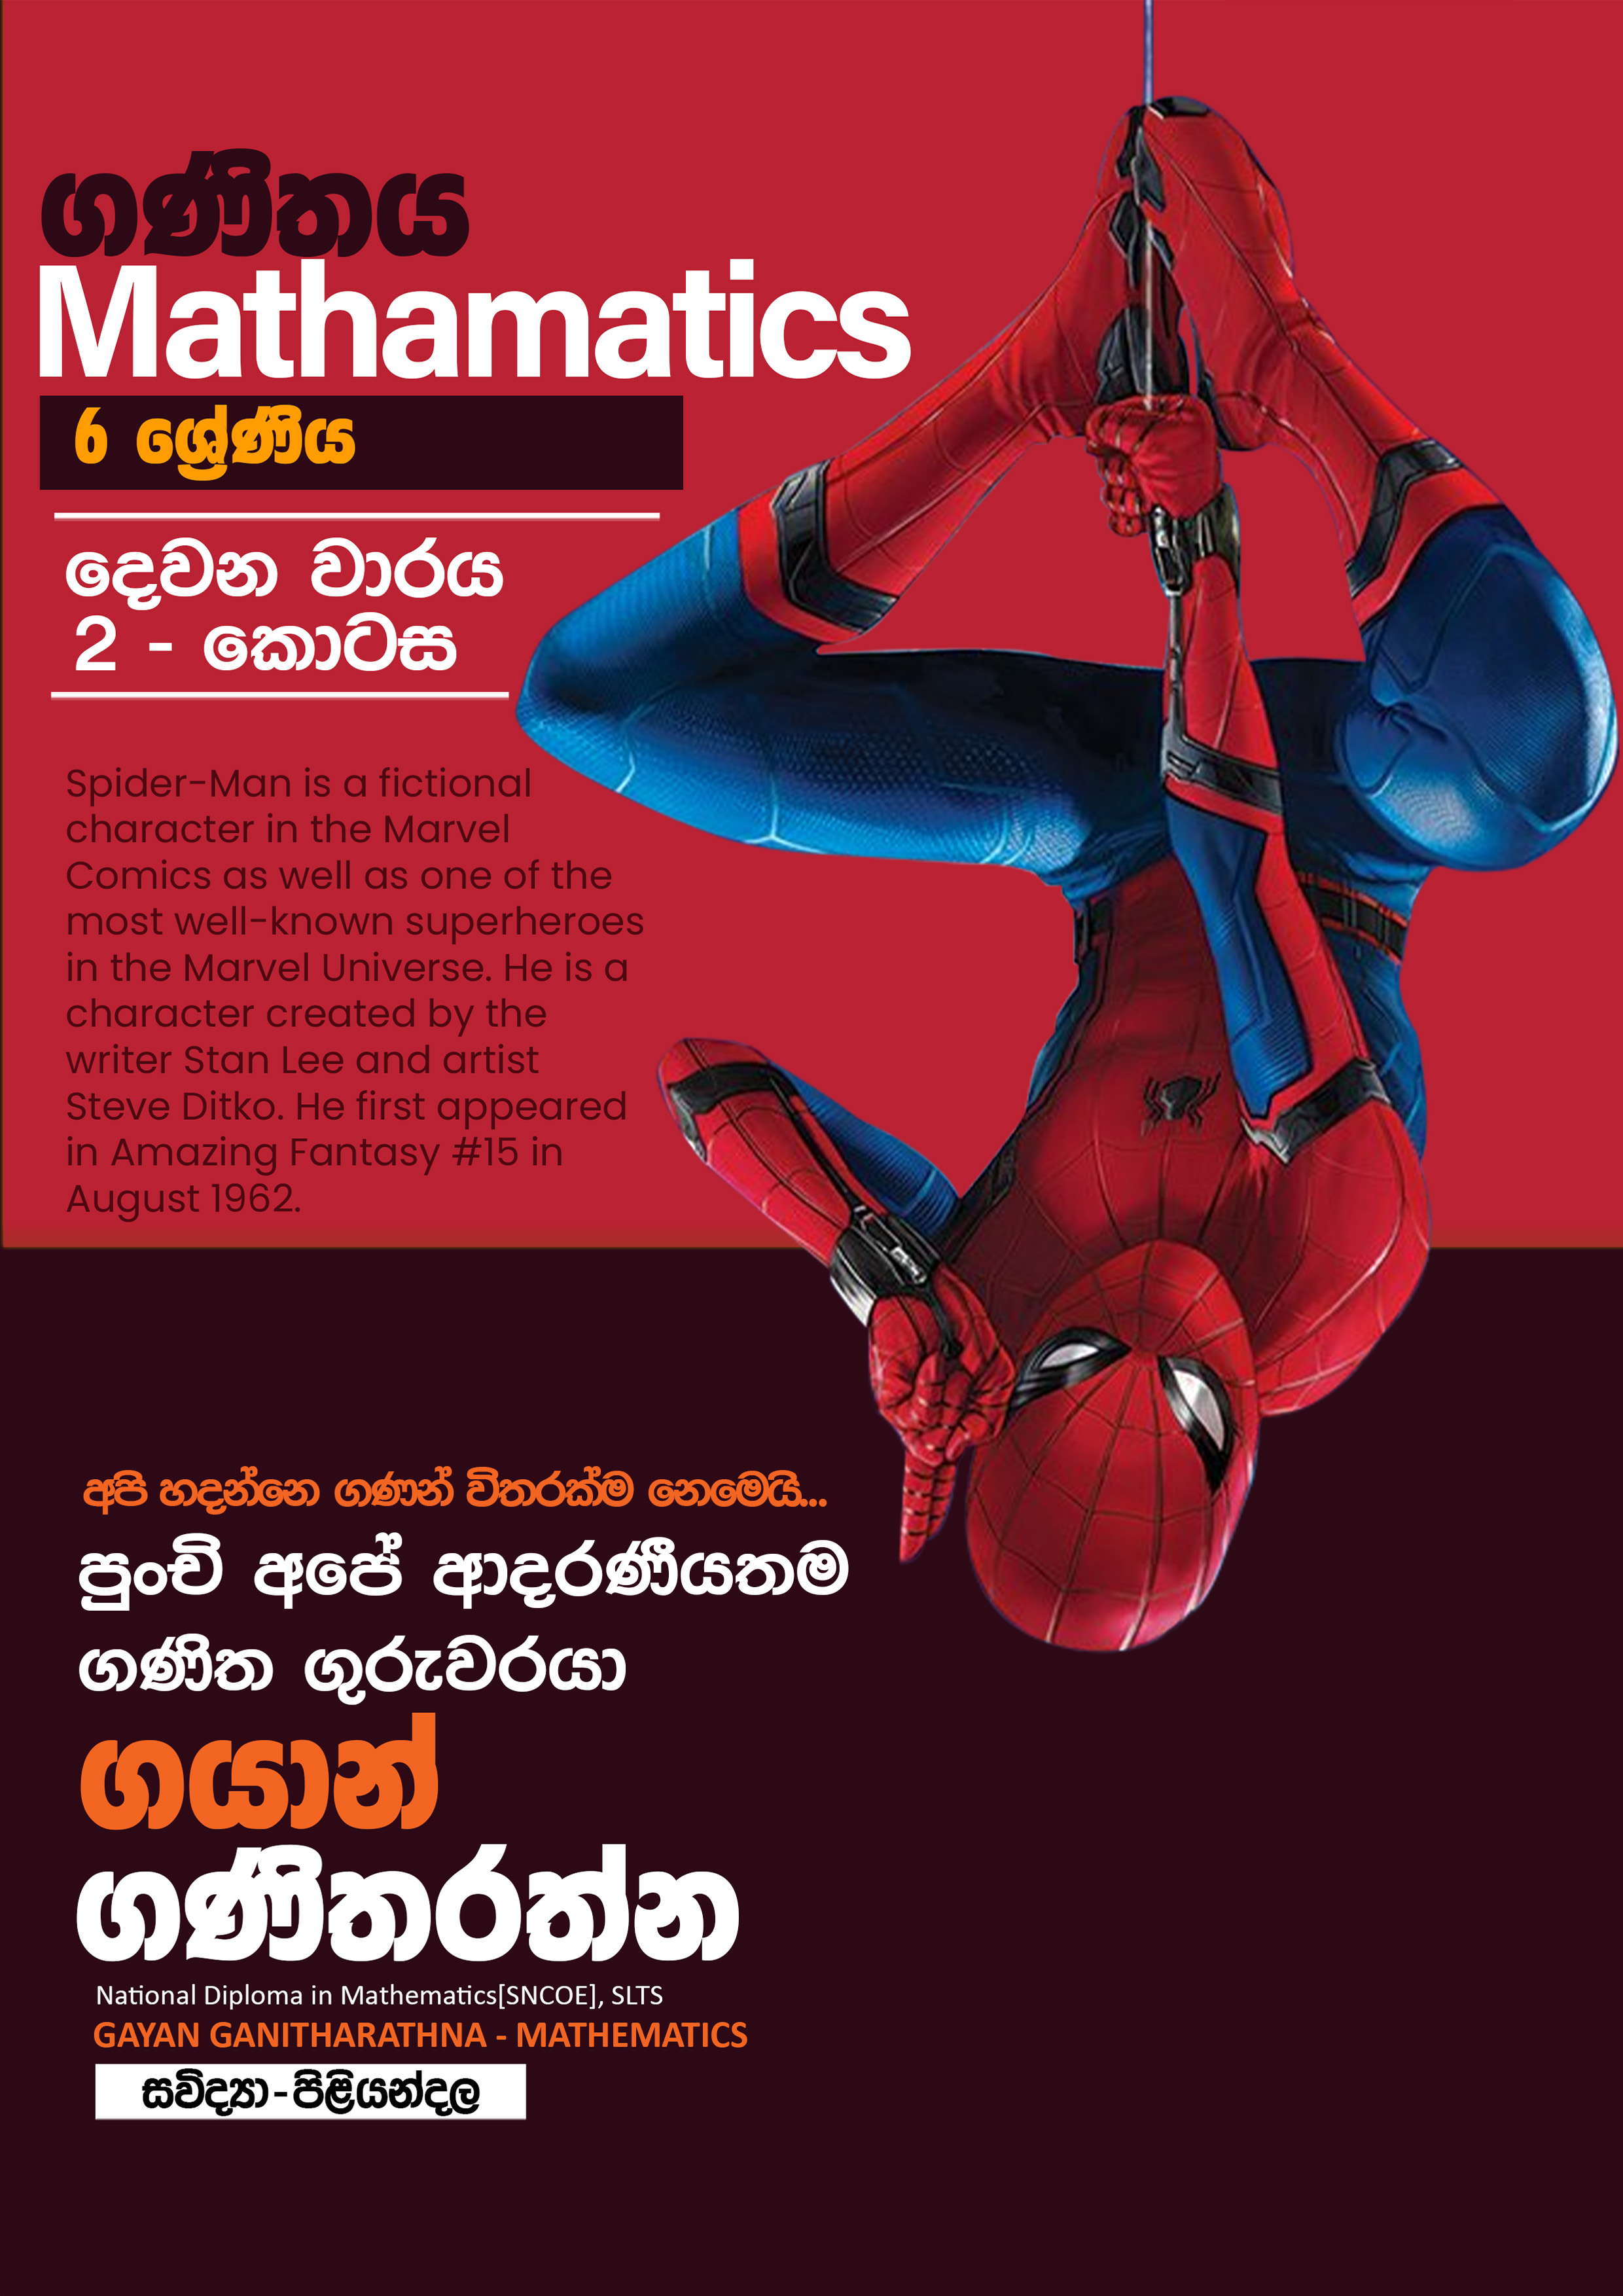 ගණිතය
Mathamatics
6 ශ්‍රේණිය
දෙවන වාරය
2 - කොටස
Spider-Man is a fictional
character in the Marvel
Comics as well as one of the
most well-known superheroes
in the Marvel Universe. He is a
character created by the
writer Stan Lee and artist
Steve Ditko. He first appeared
in Amazing Fantasy #15 in
August 1962.
අපි හදන්නෙ ගණන් විතරක්ම නෙමෙයි...
පුංචි අපේ ආදරණීයතම
ගණිත ගුරුවරයා
ගයාන්
ගණිතරත්න
National Diploma in Mathematics[SNCOE], SLTS
GAYAN GANITHARATHNA - MATHEMATICS
සවිද්‍යා - පිළියන්දල